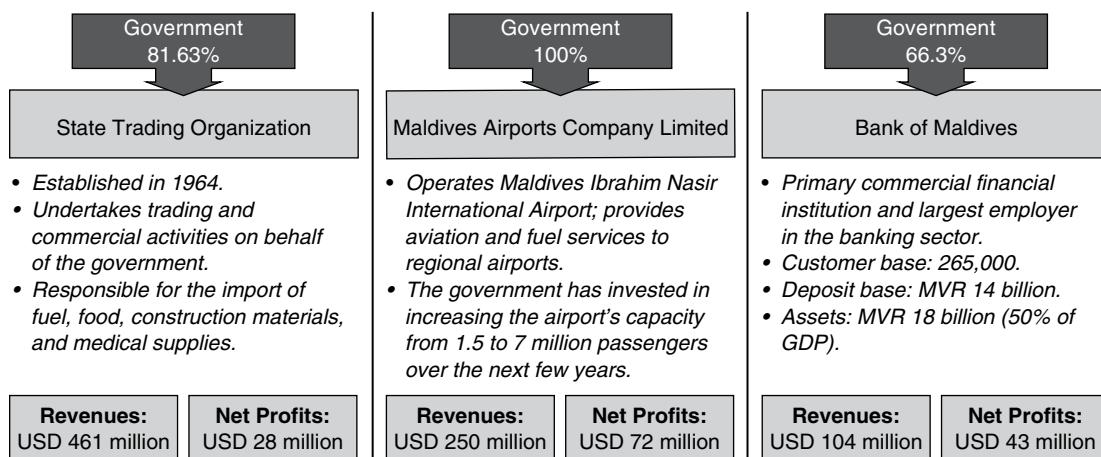 Government
81.63%
State Trading Organization
• Established in 1964.
• Undertakes trading and
commercial activities on behalf
of the government.
• Responsible for the import of
fuel, food, construction materials,
and medical supplies.
Revenues:
USD 461 million
Net Profits:
USD 28 million
Government
100%
Maldives Airports Company Limited
• Operates Maldives Ibrahim Nasir
International Airport; provides
aviation and fuel services to
regional airports.
• The government has invested in
increasing the airport’s capacity
from 1.5 to 7 million passengers
over the next few years.
Revenues:
USD 250 million
Net Profits:
USD 72 million
Government
66.3%
Bank of Maldives
• Primary commercial financial
institution and largest employer
in the banking sector.
• Customer base: 265,000.
• Deposit base: MVR 14 billion.
• Assets: MVR 18 billion (50% of
GDP).
Revenues:
USD 104 million
Net Profits:
USD 43 million